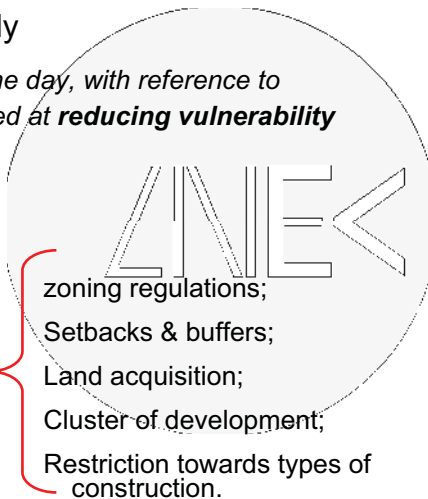 ly
ne day, with reference to
ed at reducing vulnerability
zoning regulations;
Setbacks & buffers;
Land acquisition;
Cluster of development;
Restriction towards types of
construction.